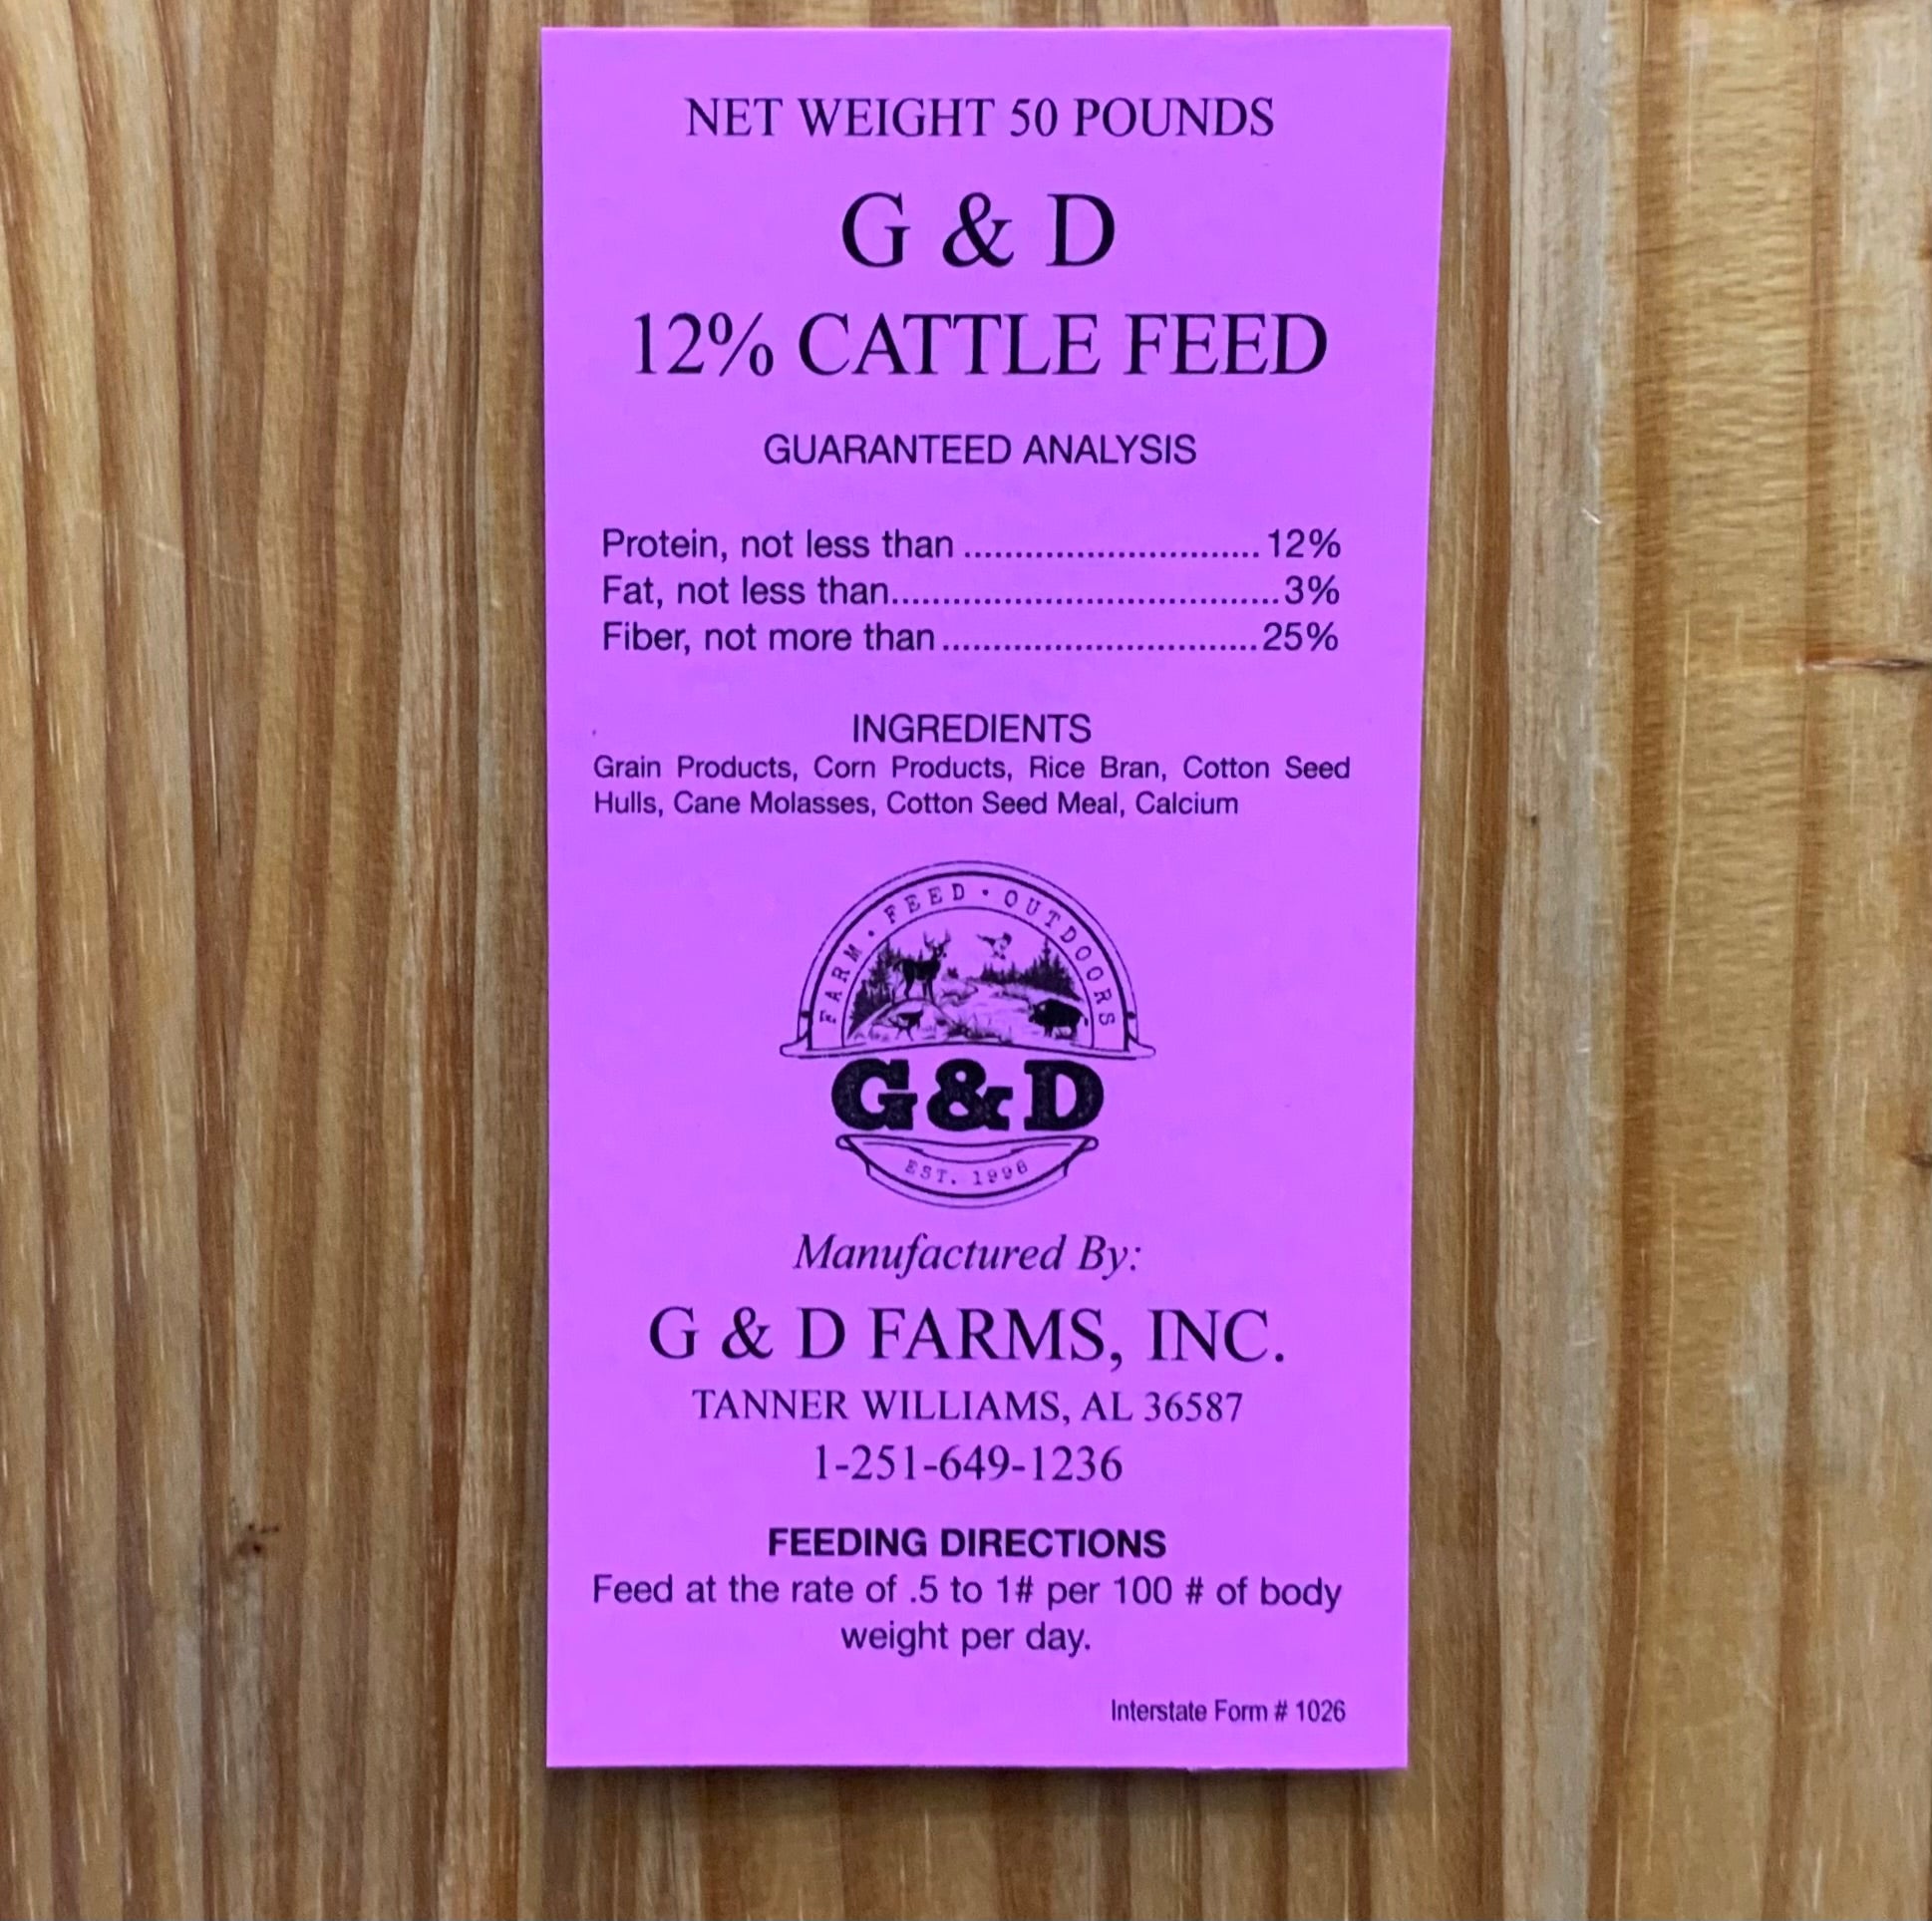 NET WEIGHT 50 POUNDS
G & D
12% CATTLE FEED
GUARANTEED ANALYSIS
Protein, not less than ............................. 12%
Fat, not less than...................................... 3%
Fiber, not more than ............................... 25%
INGREDIENTS
Grain Products, Corn Products, Rice Bran, Cotton Seed
Hulls, Cane Molasses, Cotton Seed Meal, Calcium
FARM · FEED · OUTDOORS
G&D
EST. 1996
Manufactured By:
G & D FARMS, INC.
TANNER WILLIAMS, AL 36587
1-251-649-1236
FEEDING DIRECTIONS
Feed at the rate of .5 to 1# per 100 # of body
weight per day.
Interstate Form # 1026